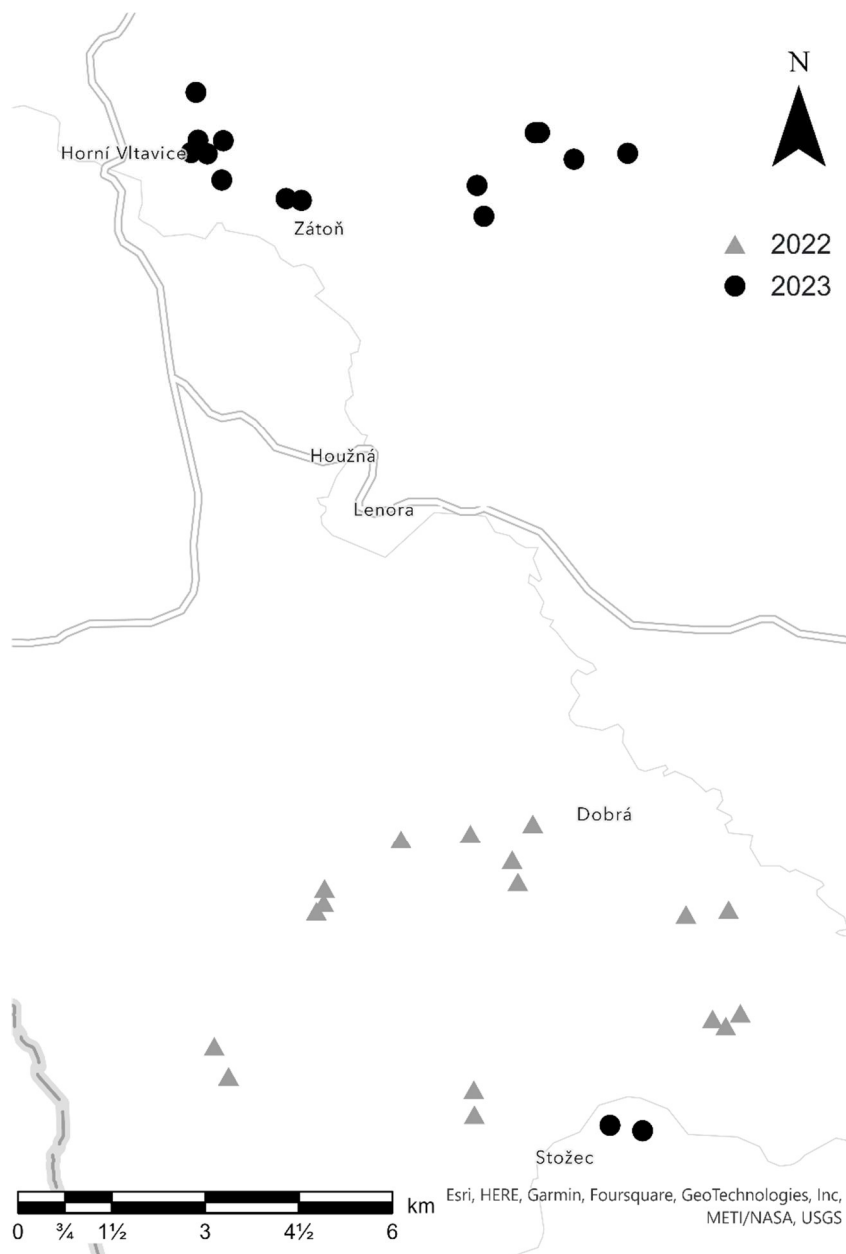 N
Horní Vltavice
Zátoň
2022
2023
Houžná
Lenora
Dobrá
Stožec
km
0 ¾ 1½ 3 4½ 6
Esri, HERE, Garmin, Foursquare, GeoTechnologies, Inc,
METI/NASA, USGS